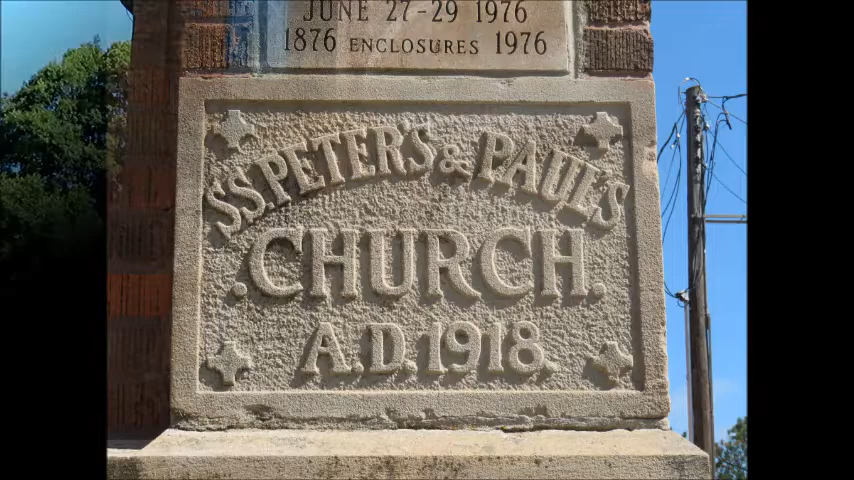 JUNE 27-29 1976
1876 ENCLOSURES 1976
SS. PETER'S & PAUL'S
.CHURCH.
A.D. 1918.